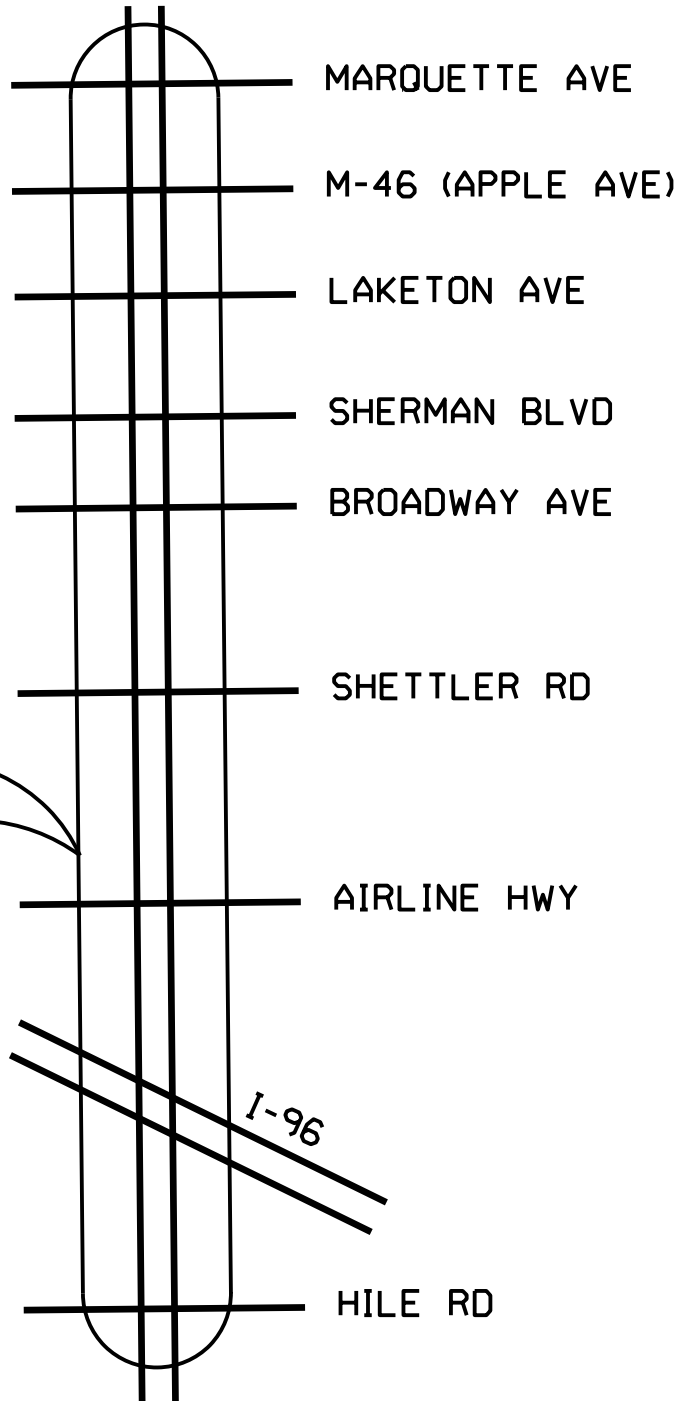 MARQUETTE AVE
M-46 (APPLE AVE)
LAKETON AVE
SHERMAN BLVD
BROADWAY AVE
SHETTLER RD
AIRLINE HWY
I-96
HILE RD